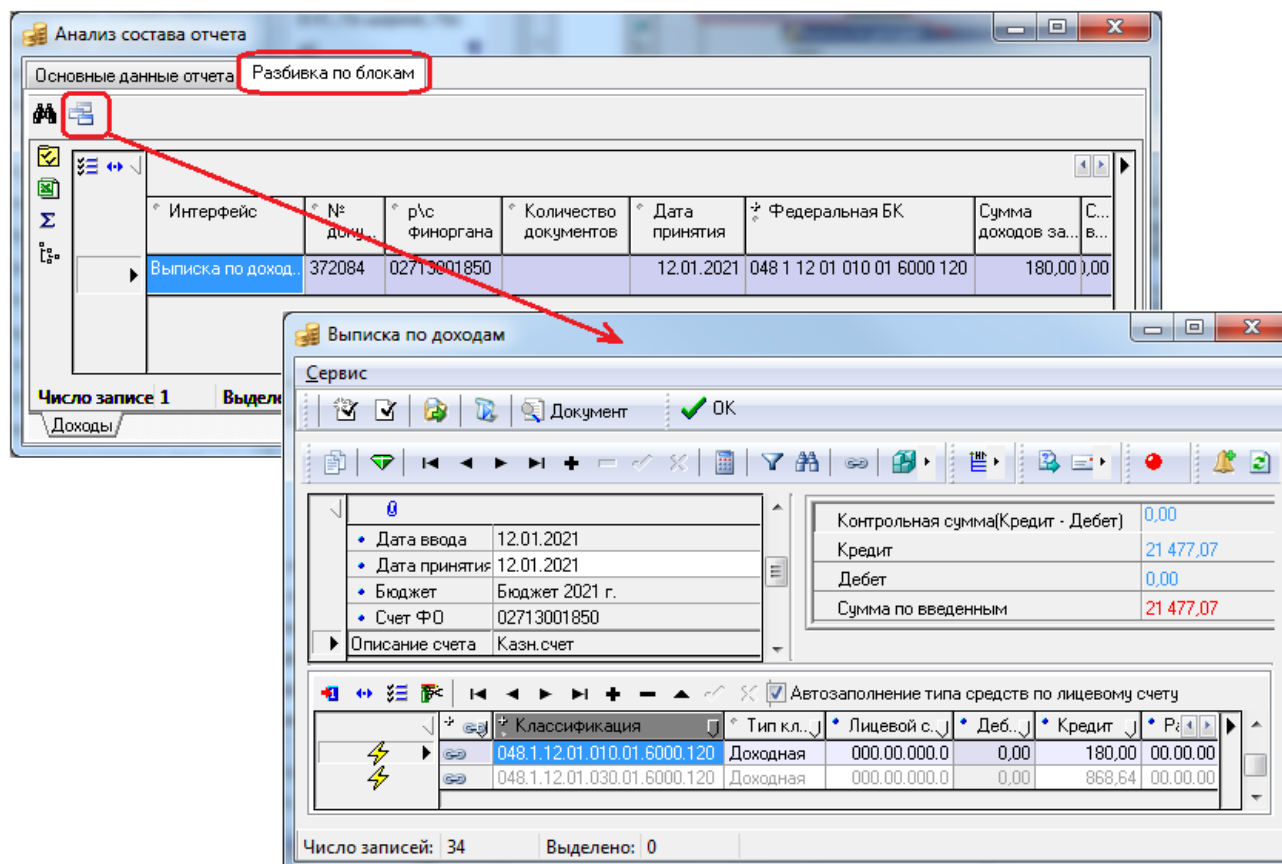 Анализ состава отчета
Основные данные отчета Разбивка по блокам
Интерфейс № доку... р\с финоргана Количество документов Дата принятия Федеральная БК Сумма доходов за... С... в...
Выписка по доход... 372084 02713001850 12.01.2021 048 1 12 01 010 01 6000 120 180,00 ),00
Число записе 1 Выделе
Доходы
Выписка по доходам
Сервис
Документ OK
Дата ввода 12.01.2021
Дата принятия 12.01.2021
Бюджет Бюджет 2021 г.
Счет ФО 02713001850
Описание счета Казн.счет
Контрольная сумма(Кредит - Дебет) 0,00
Кредит 21 477,07
Дебет 0,00
Сумма по введенным 21 477,07
Автозаполнение типа средств по лицевому счету
Классификация Тип кл... Лицевой с... Деб... Кредит Ра
048.1.12.01.010.01.6000.120 Доходная 000.00.000.0 0,00 180,00 00.00.00
048.1.12.01.030.01.6000.120 Доходная 000.00.000.0 0,00 868,64 00.00.00
Число записей: 34 Выделено: 0